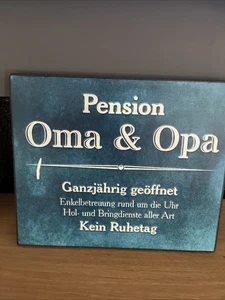 Pension
Oma & Opa
Ganzjährig geöffnet
Enkelbetreuung rund um die Uhr
Hol- und Bringdienste aller Art
Kein Ruhetag